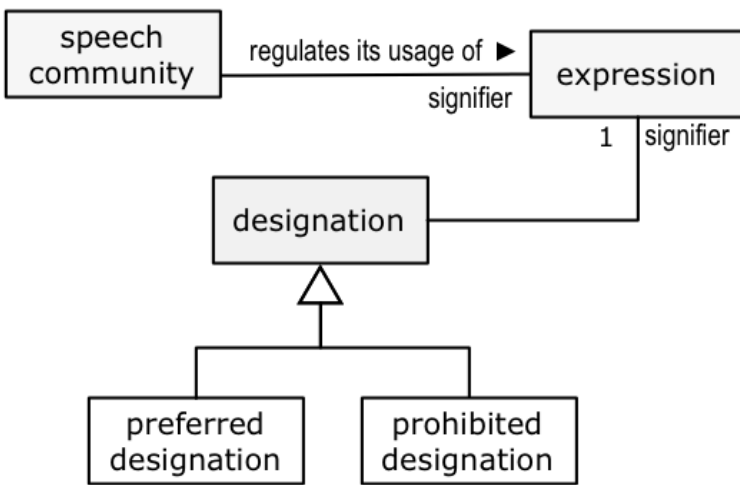 speech
community
regulates its usage of ►
signifier
expression
1
signifier
designation
preferred
designation
prohibited
designation